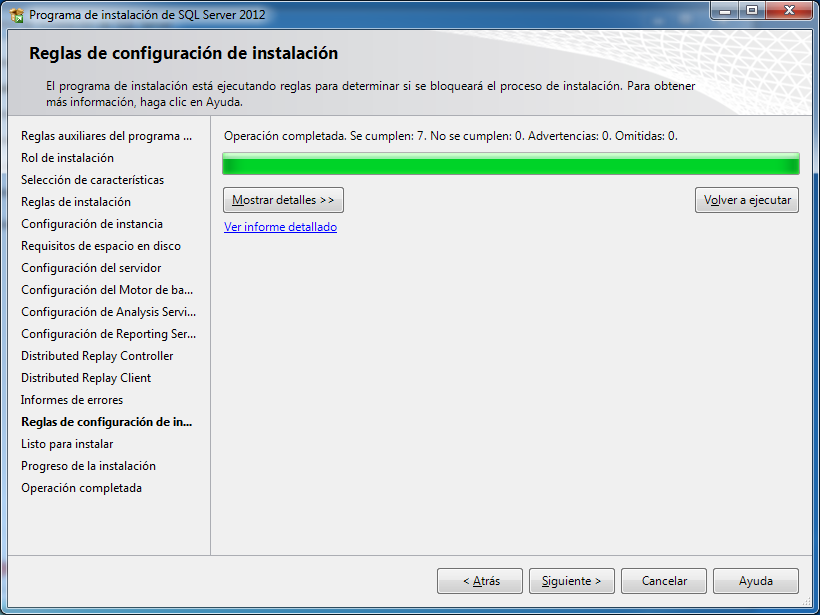 Programa de instalación de SQL Server 2012
Reglas de configuración de instalación
El programa de instalación está ejecutando reglas para determinar si se bloqueará el proceso de instalación. Para obtener
más información, haga clic en Ayuda.
Reglas auxiliares del programa ...
Rol de instalación
Selección de características
Reglas de instalación
Configuración de instancia
Requisitos de espacio en disco
Configuración del servidor
Configuración del Motor de ba...
Configuración de Analysis Servi...
Configuración de Reporting Ser...
Distributed Replay Controller
Distributed Replay Client
Informes de errores
Reglas de configuración de in...
Listo para instalar
Progreso de la instalación
Operación completada
Operación completada. Se cumplen: 7. No se cumplen: 0. Advertencias: 0. Omitidas: 0.
Mostrar detalles >>
Volver a ejecutar
Ver informe detallado
< Atrás
Siguiente >
Cancelar
Ayuda